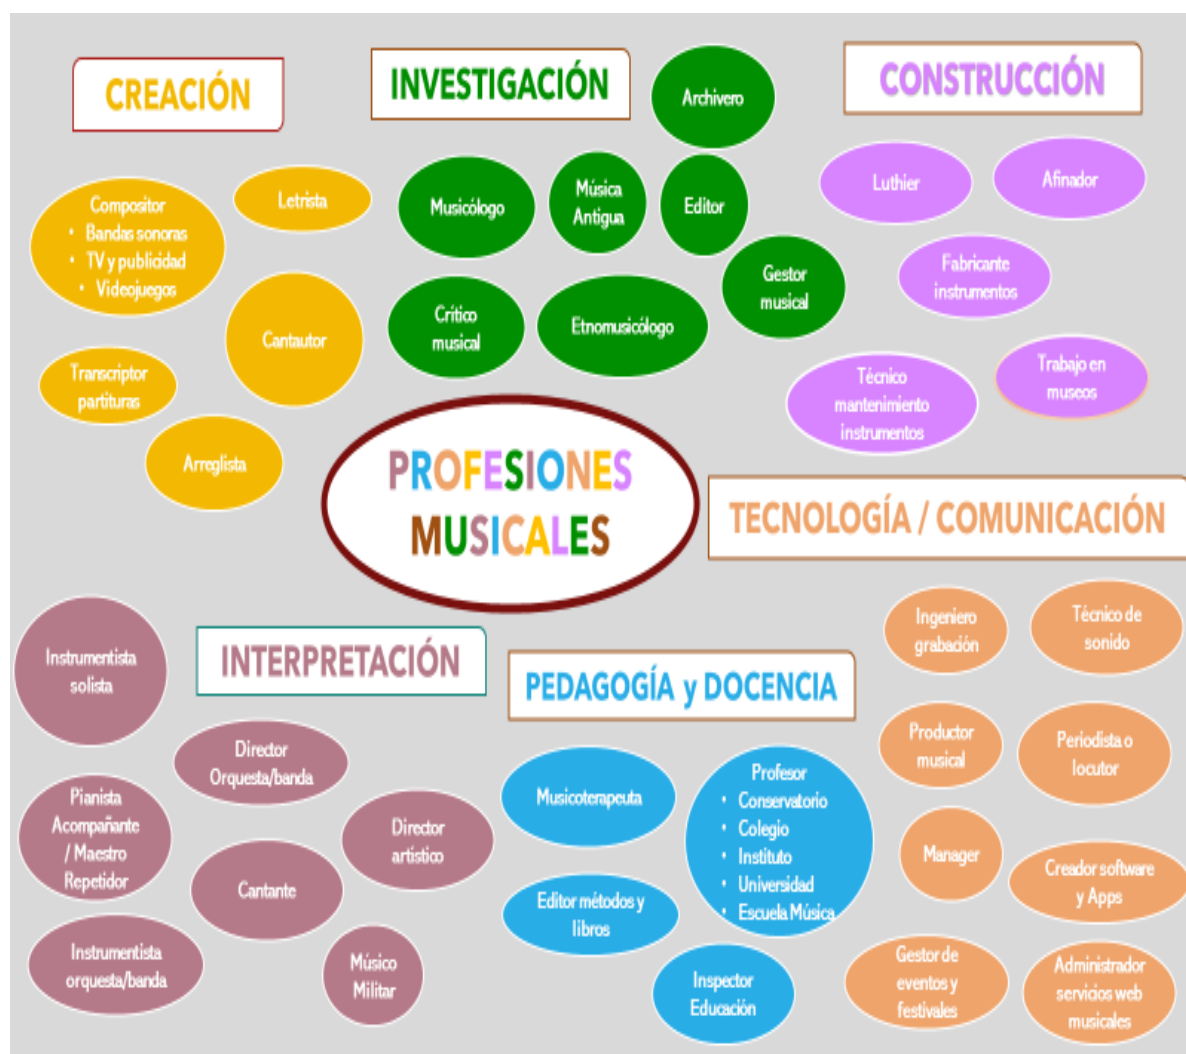 CREACIÓN
Compositor
• Bandas sonoras
• TV y publicidad
• Videojuegos
Letrista
Cantautor
Transcriptor
partituras
Arreglista
INVESTIGACIÓN
Archivero
Musicólogo
Música
Antigua
Editor
Gestor
musical
Crítico
musical
Etnomusicólogo
CONSTRUCCIÓN
Luthier
Afinador
Fabricante
instrumentos
Técnico
mantenimiento
instrumentos
Trabajo en
museos
PROFESIONES
MUSICALES
TECNOLOGÍA / COMUNICACIÓN
Ingeniero
grabación
Técnico de
sonido
Productor
musical
Periodista o
locutor
Manager
Creador software
y Apps
Gestor de
eventos y
festivales
Administrador
servicios web
musicales
INTERPRETACIÓN
Instrumentista
solista
Director
Orquesta/banda
Pianista
Acompañante
/ Maestro
Repetidor
Director
artístico
Cantante
Instrumentista
orquesta/banda
Músico
Militar
PEDAGOGÍA y DOCENCIA
Musicoterapeuta
Profesor
• Conservatorio
• Colegio
• Instituto
• Universidad
• Escuela Música
Editor métodos y
libros
Inspector
Educación